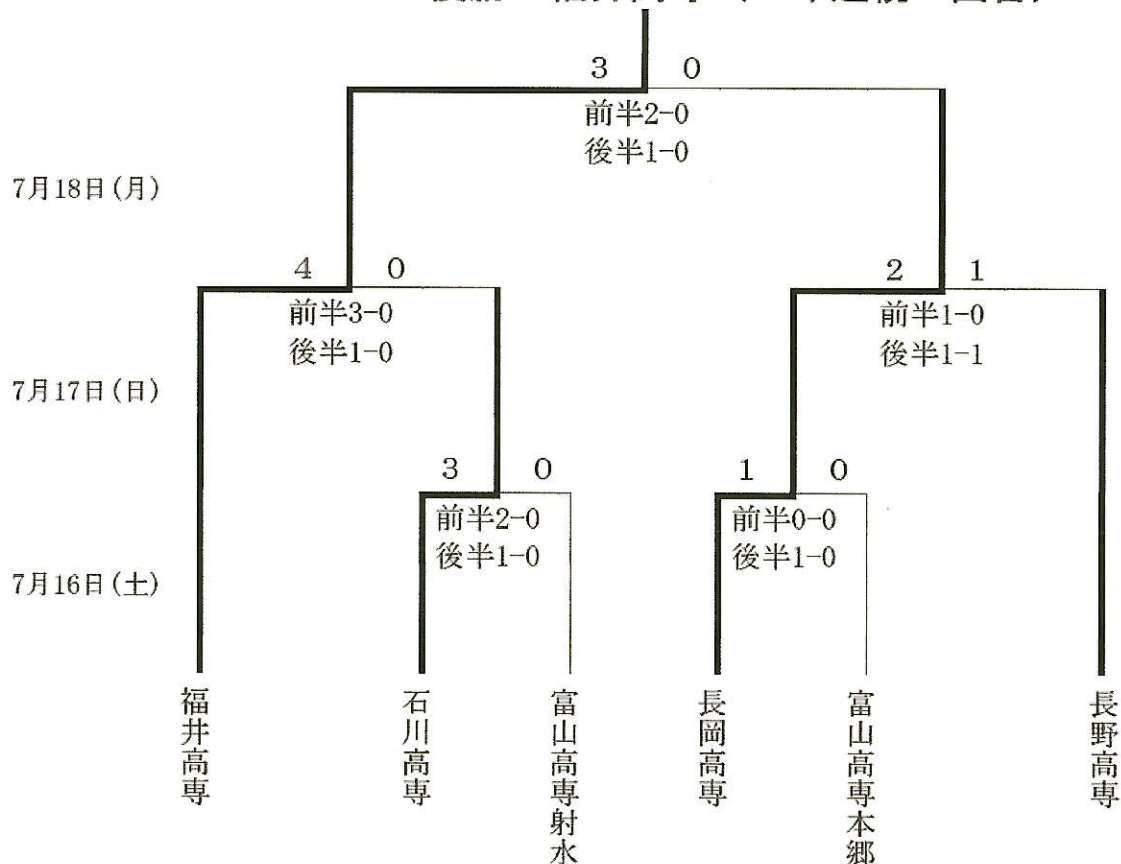 3 0
前半2-0
後半1-0
7月18日(月)
4 0
前半3-0
後半1-0
2 1
前半1-0
後半1-1
7月17日(日)
3 0
前半2-0
後半1-0
1 0
前半0-0
後半1-0
7月16日(土)
福井高専
石川高専
富山高専射水
長岡高専
富山高専本郷
長野高専